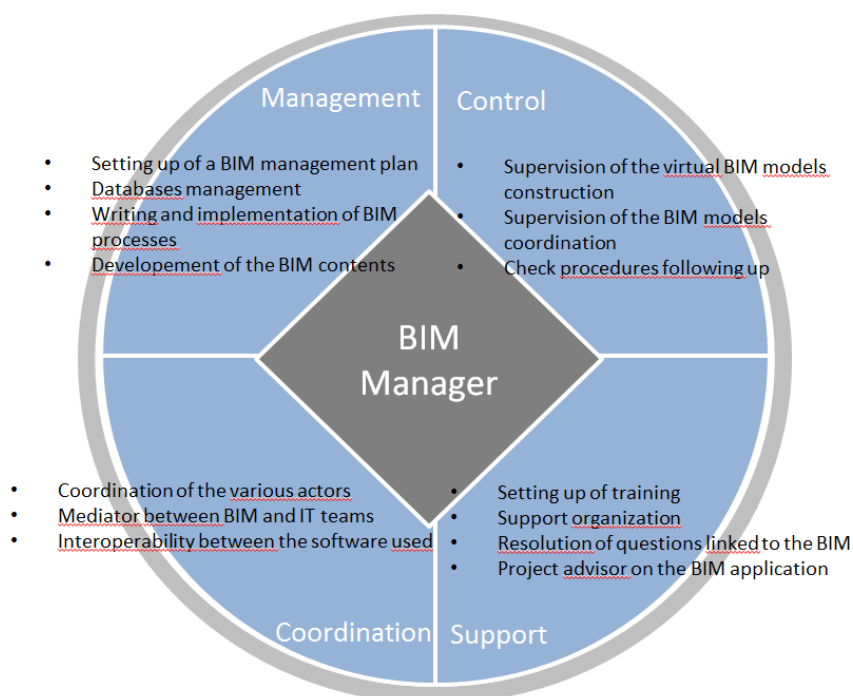 Management
• Setting up of a BIM management plan
• Databases management
• Writing and implementation of BIM
processes
• Developement of the BIM contents
Control
• Supervision of the virtual BIM models
construction
• Supervision of the BIM models
coordination
• Check procedures following up
BIM
Manager
• Coordination of the various actors
• Mediator between BIM and IT teams
• Interoperability between the software used
Coordination
• Setting up of training
• Support organization
• Resolution of questions linked to the BIM
• Project advisor on the BIM application
Support